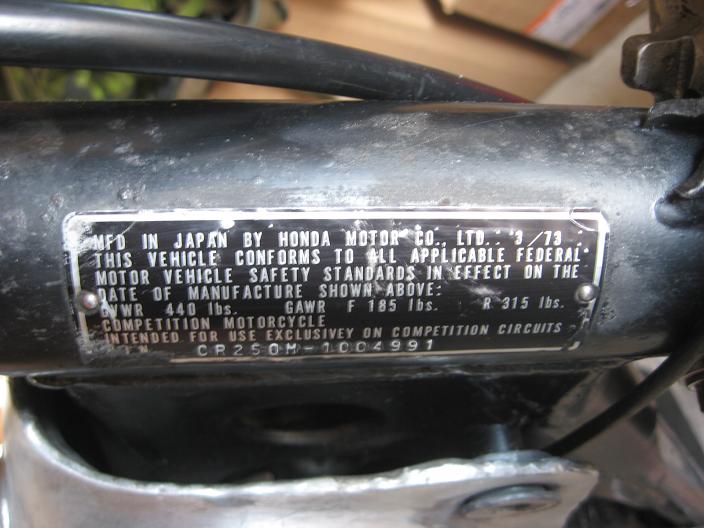 MFD IN JAPAN BY HONDA MOTOR CO., LTD. 3/73
THIS VEHICLE CONFORMS TO ALL APPLICABLE FEDERAL
MOTOR VEHICLE SAFETY STANDARDS IN EFFECT ON THE
DATE OF MANUFACTURE SHOWN ABOVE:
GVWR 440 lbs. GAWR F 185 lbs. R 315 lbs.
COMPETITION MOTORCYCLE
INTENDED FOR USE EXCLUSIVEY ON COMPETITION CIRCUITS
CR250M-1004991